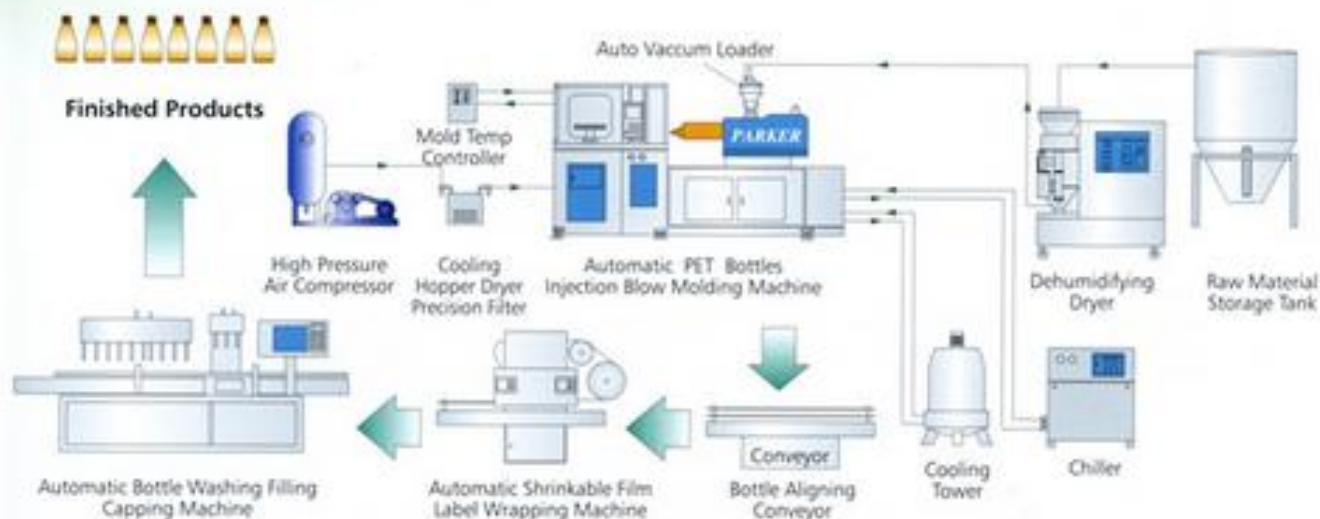 Auto Vaccum Loader
Finished Products
PARKER
Mold Temp
Controller
High Pressure
Air Compressor
Cooling
Hopper Dryer
Precision Filter
Automatic PET Bottles
Injection Blow Molding Machine
Dehumidifying
Dryer
Raw Material
Storage Tank
Automatic Bottle Washing Filling
Capping Machine
Automatic Shrinkable Film
Label Wrapping Machine
Conveyor
Bottle Aligning
Conveyor
Cooling
Tower
Chiller